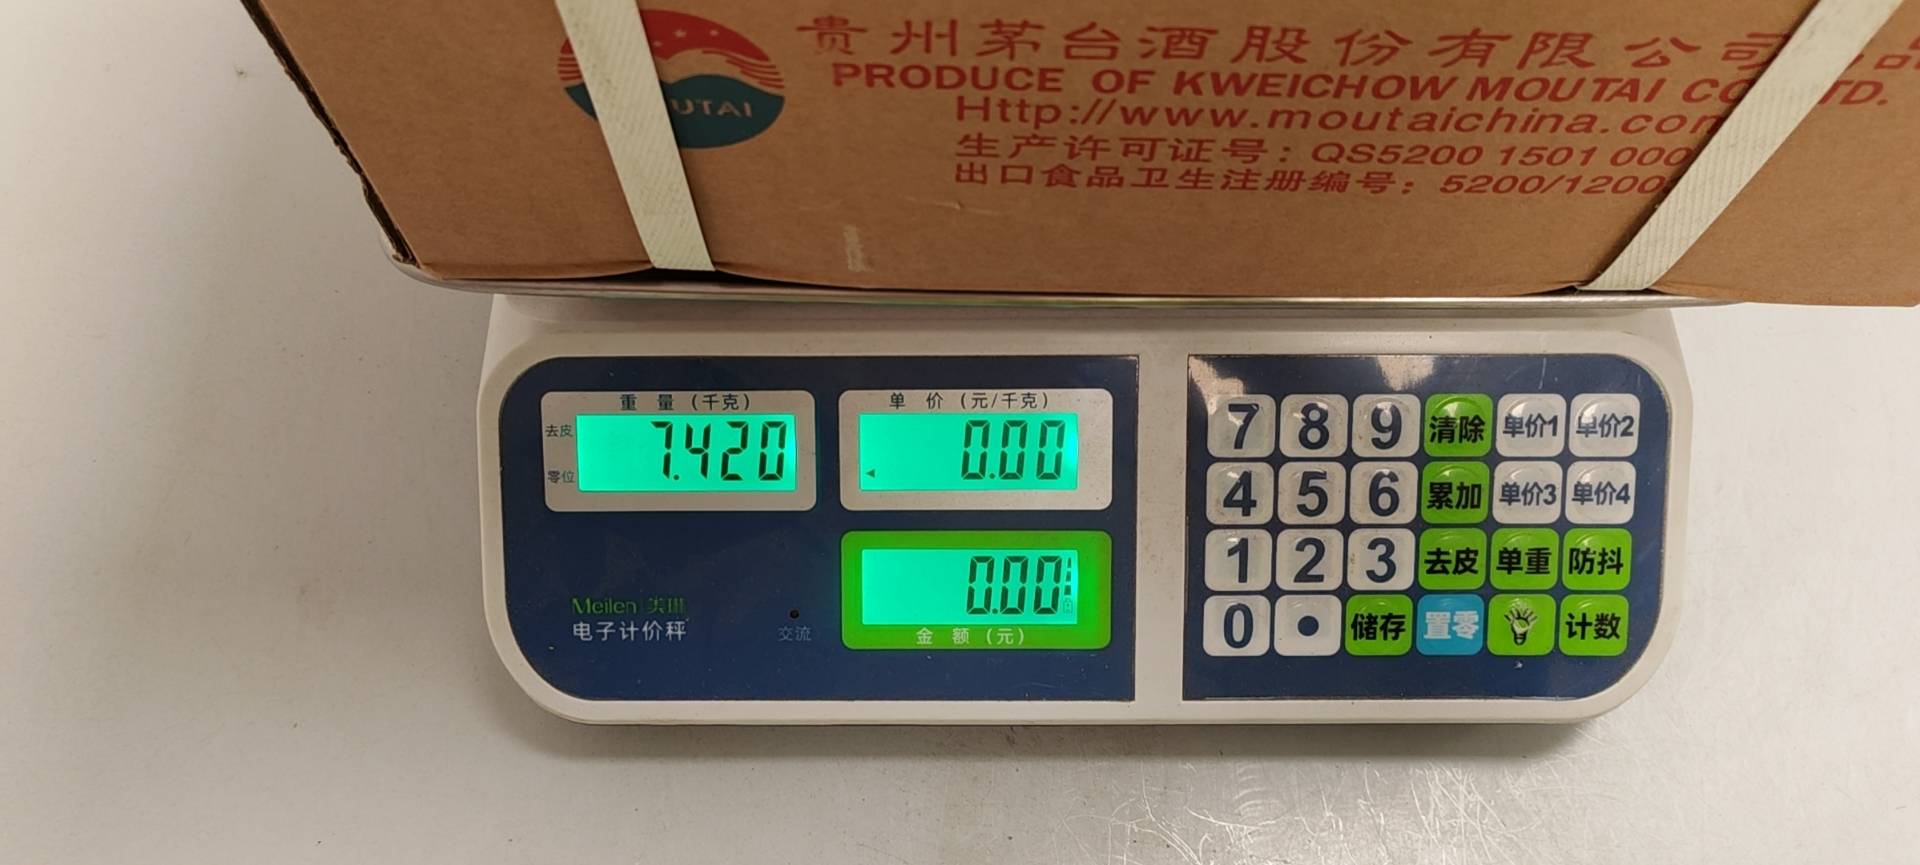 贵州茅台酒股份有限公司
PRODUCE OF KWEICHOW MOUTAI CO
TD.
UTAI
Http://www.moutaichina.com
生产许可证号：QS5200 1501 000
出口食品卫生注册编号：5200/1200
重 量（千克）
去皮
零位
7.420
单 价（元/千克）
0.00
0.00
金 额（元）
Meilen 美琳
电子计价秤
交流
7 8 9 清除 单价1 单价2
4 5 6 累加 单价3 单价4
1 2 3 去皮 单重 防抖
0 • 储存 置零 计数